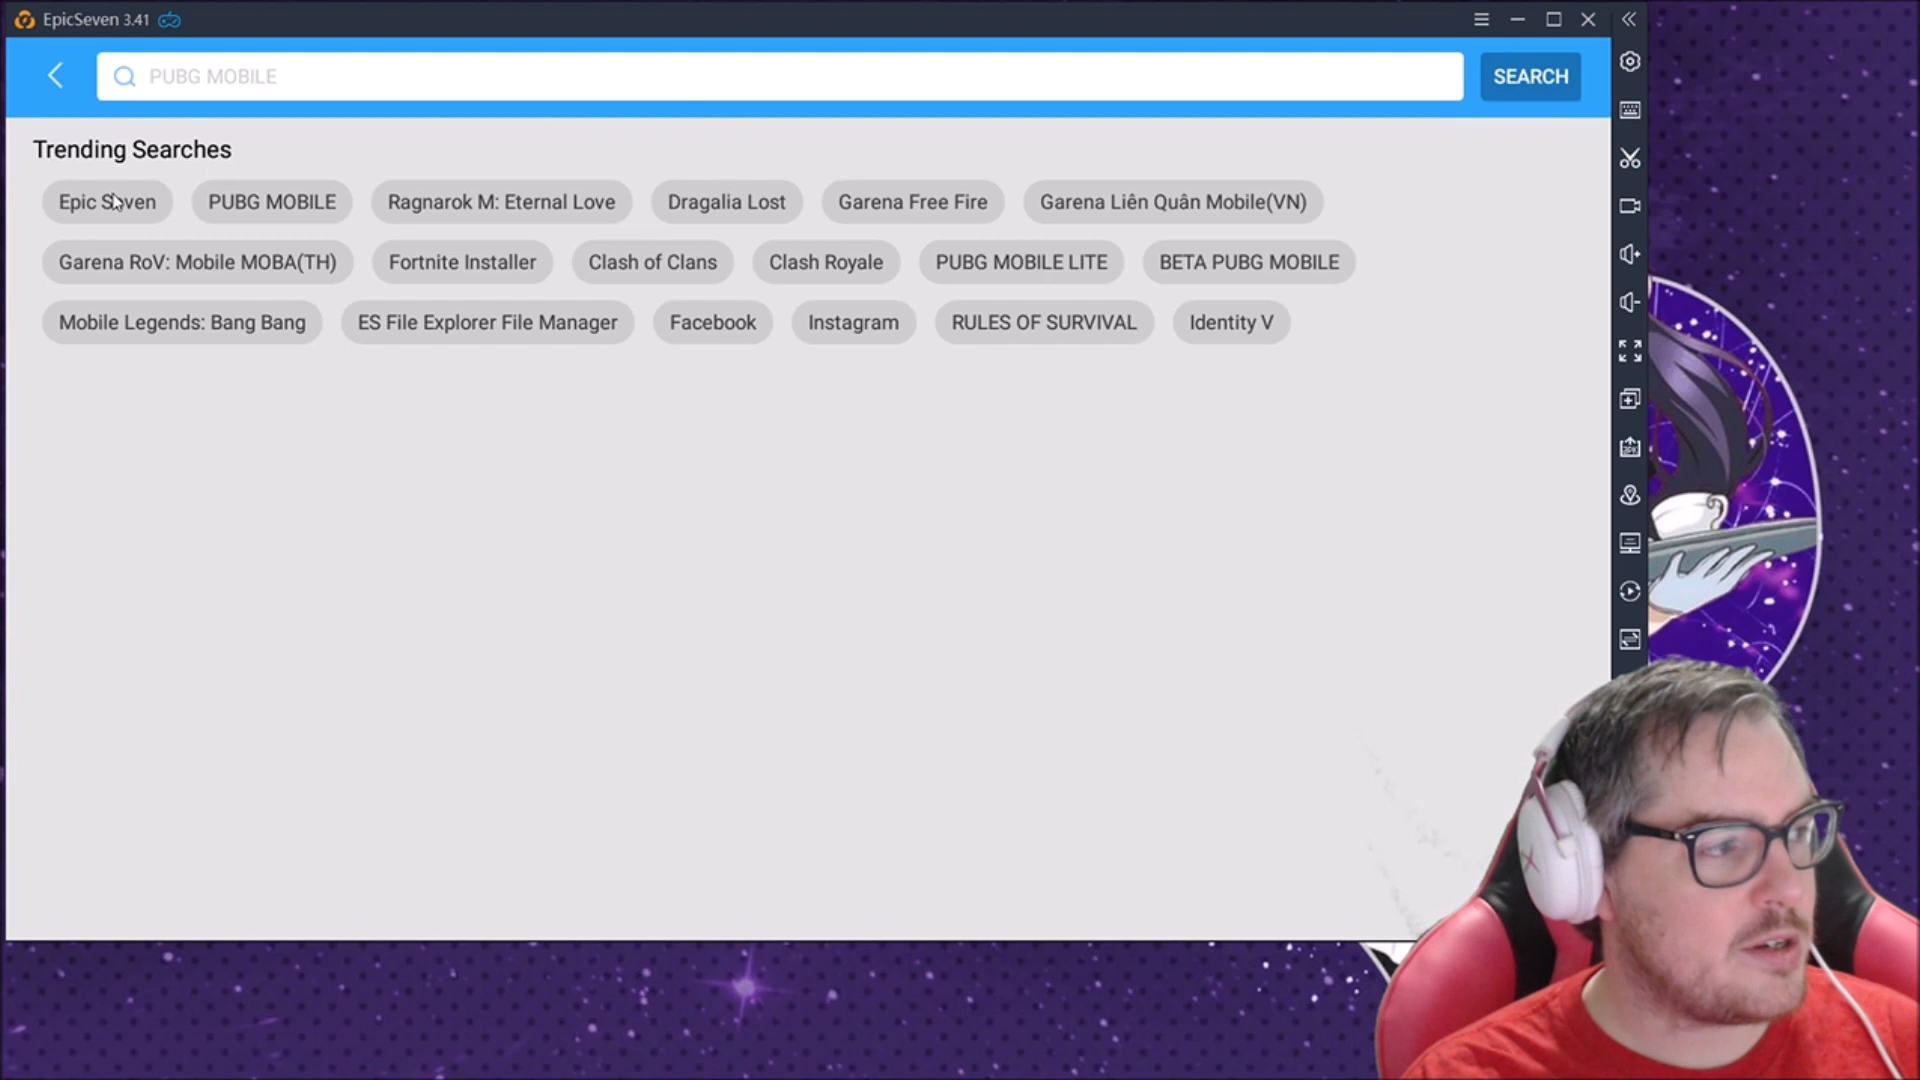 EpicSeven 3.41
PUBG MOBILE
SEARCH
Trending Searches
Epic Seven
PUBG MOBILE
Ragnarok M: Eternal Love
Dragalia Lost
Garena Free Fire
Garena Liên Quân Mobile(VN)
Garena RoV: Mobile MOBA(TH)
Fortnite Installer
Clash of Clans
Clash Royale
PUBG MOBILE LITE
BETA PUBG MOBILE
Mobile Legends: Bang Bang
ES File Explorer File Manager
Facebook
Instagram
RULES OF SURVIVAL
Identity V